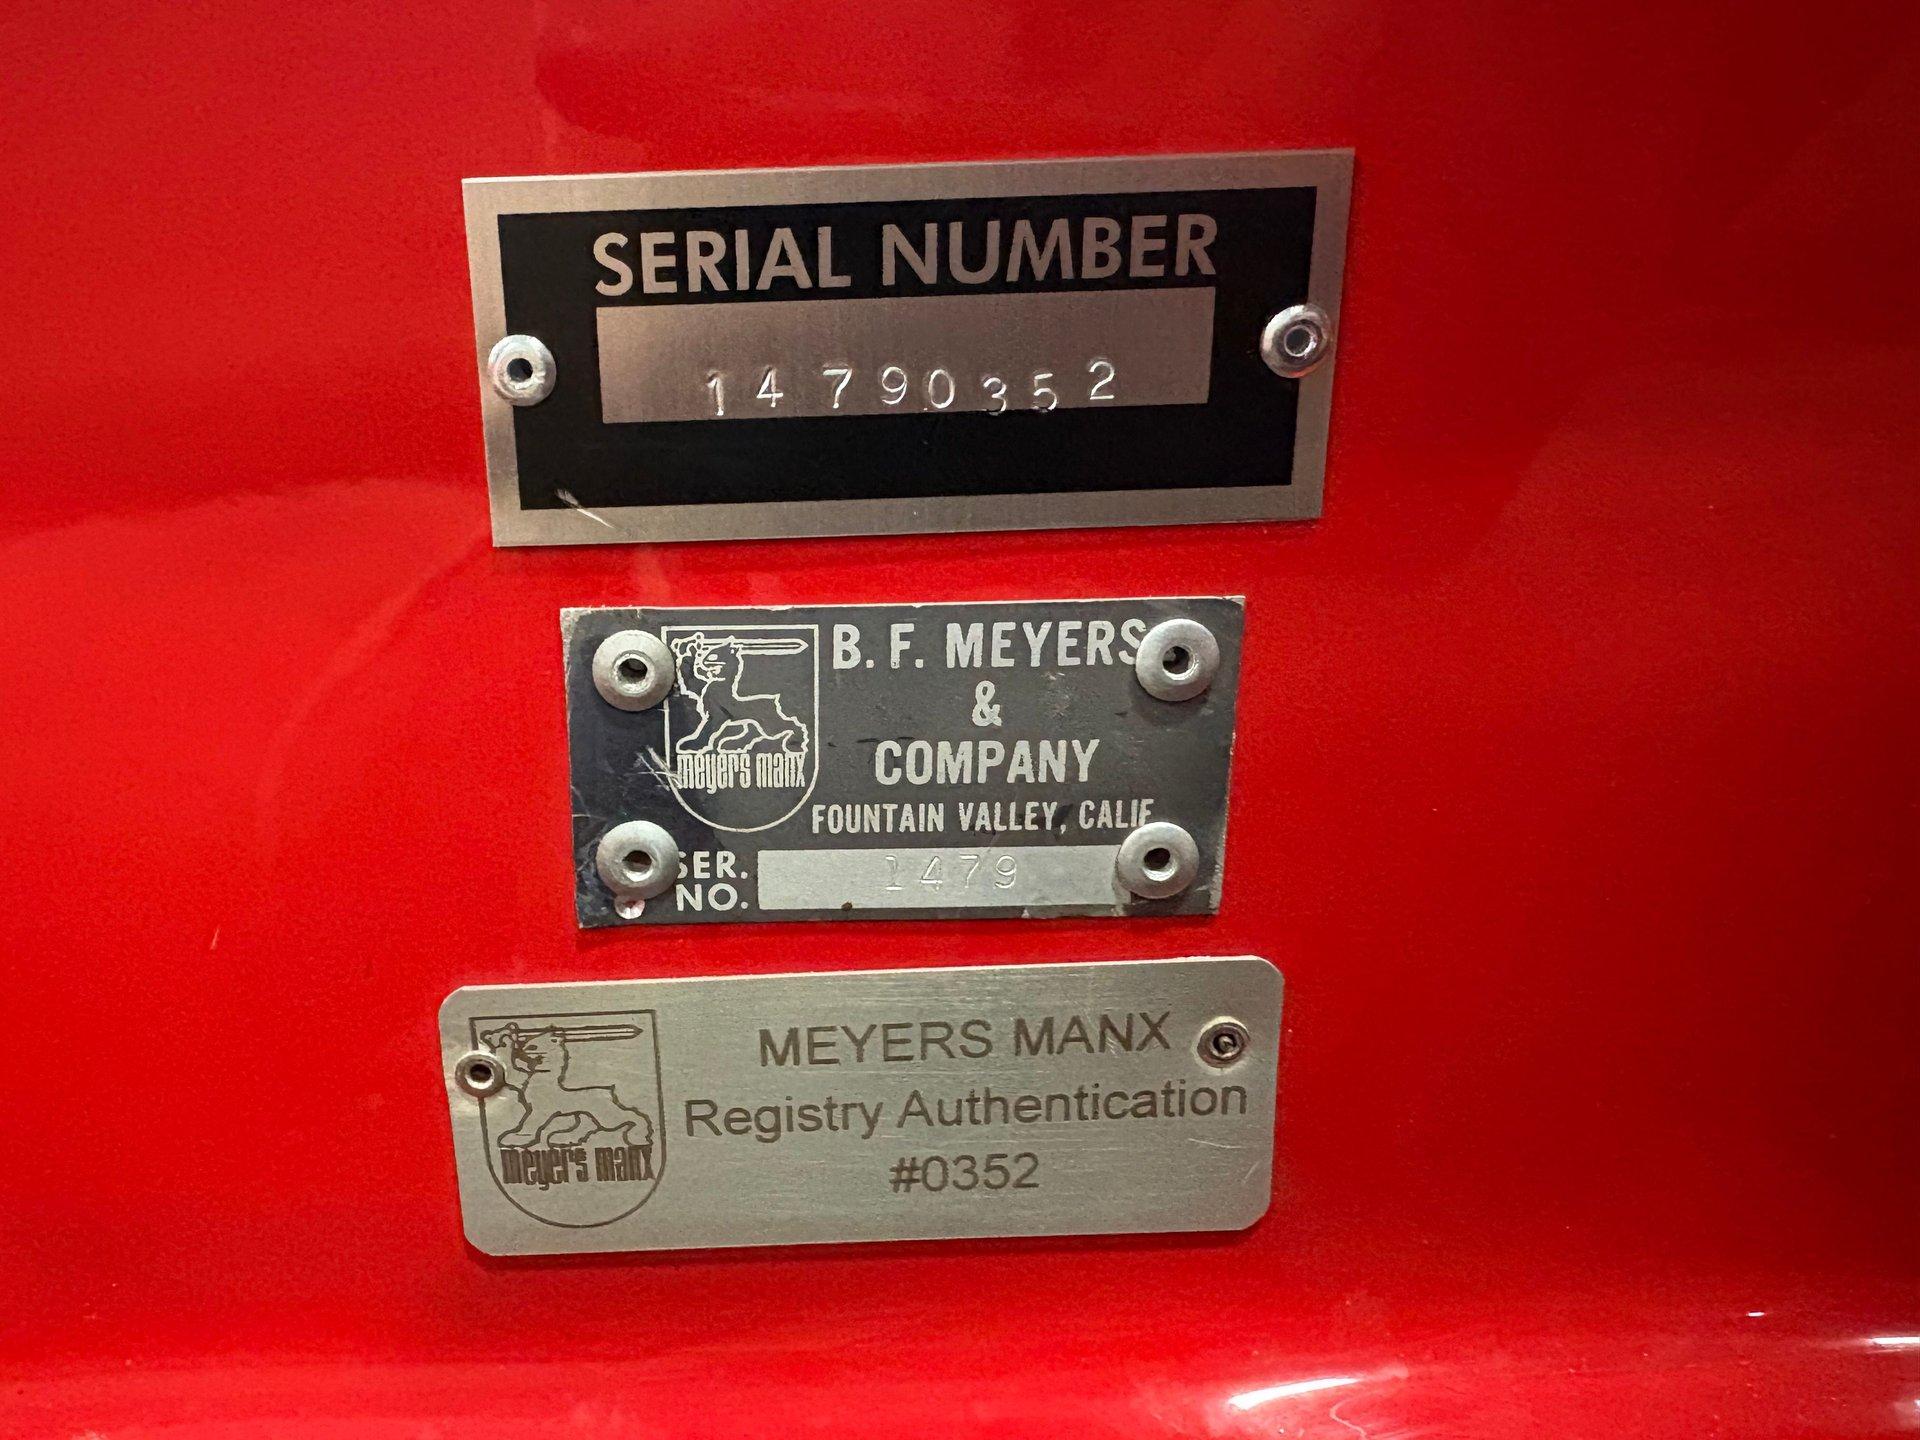 SERIAL NUMBER
14790352
B. F. MEYERS
&
COMPANY
meyers manx
FOUNTAIN VALLEY, CALIF
SER.
NO. 1479
MEYERS MANX
Registry Authentication
#0352
meyers manx